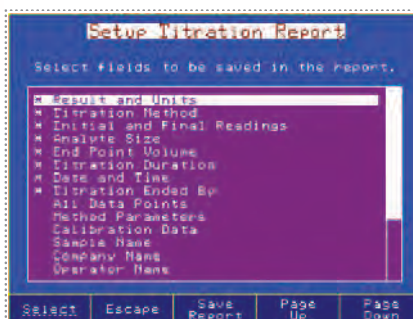 Setup Titration Report
Select fields to be saved in the report.
* Result and Units
* Titration Method
* Initial and Final Readings
* Analyte Size
* End Point Volume
* Titration Duration
* Date and Time
* Titration Ended By
All Data Points
Method Parameters
Calibration Data
Sample Name
Company Name
Operator Name
Select
Escape
Save Report
Page Up
Page Down